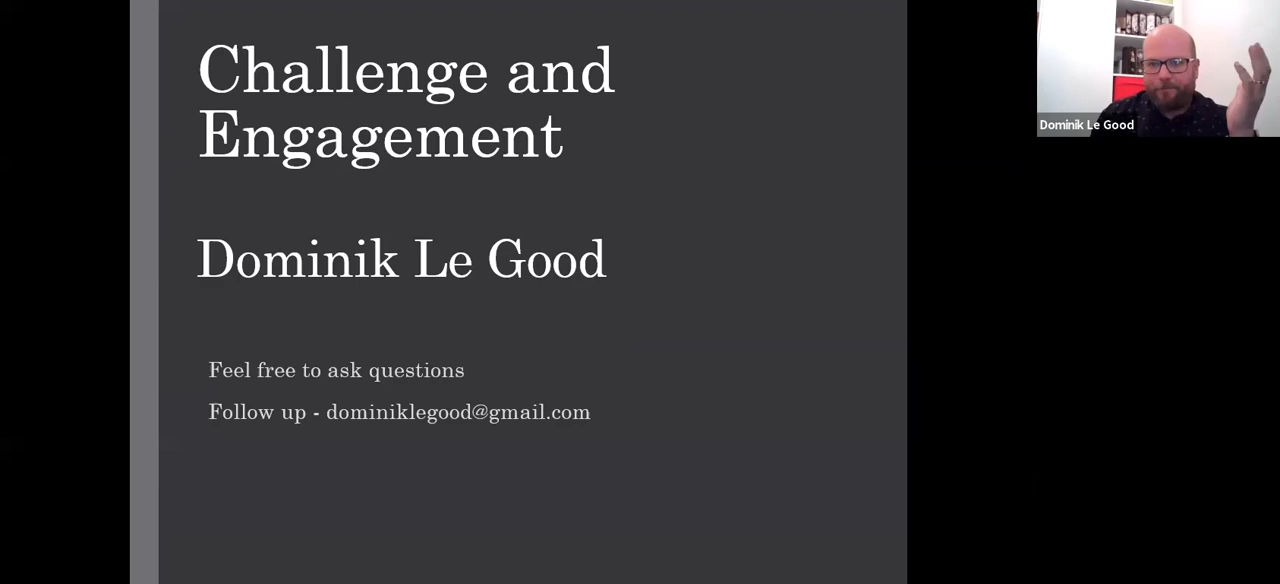 Challenge and
Engagement
Dominik Le Good
Feel free to ask questions
Follow up - dominiklegood@gmail.com
Dominik Le Good